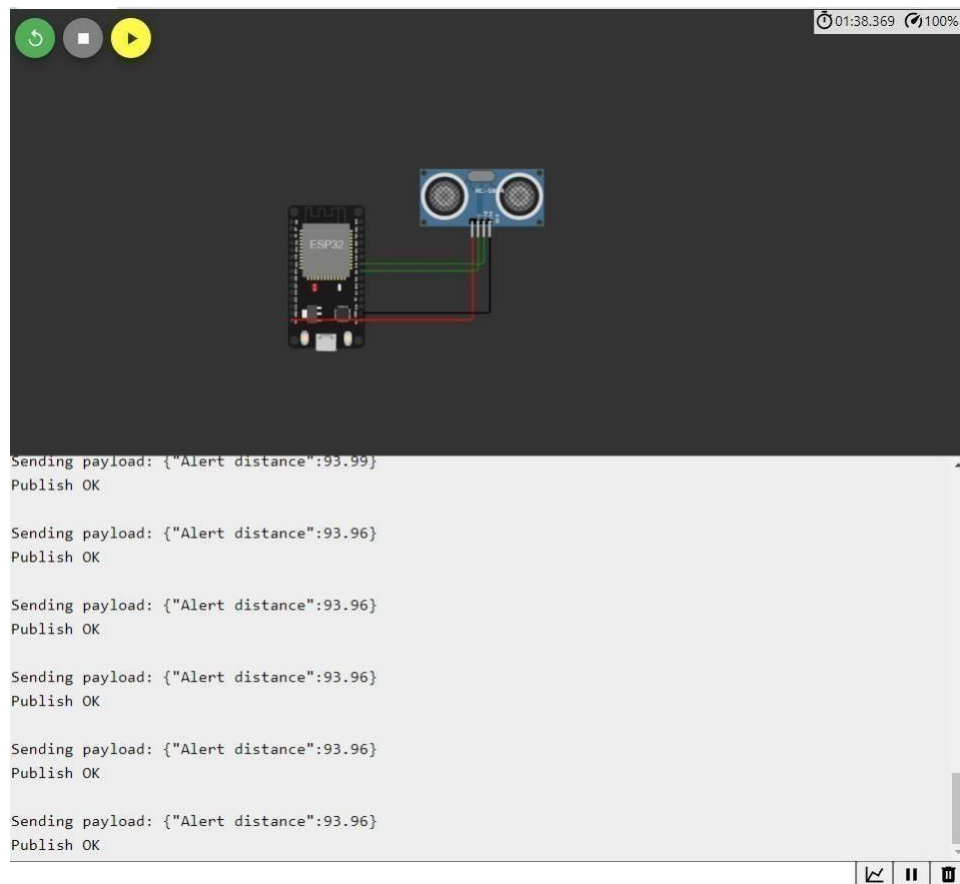 01:38.369 100%
ESP32
Sending payload: {"Alert distance":93.99}
Publish OK
Sending payload: {"Alert distance":93.96}
Publish OK
Sending payload: {"Alert distance":93.96}
Publish OK
Sending payload: {"Alert distance":93.96}
Publish OK
Sending payload: {"Alert distance":93.96}
Publish OK
Sending payload: {"Alert distance":93.96}
Publish OK